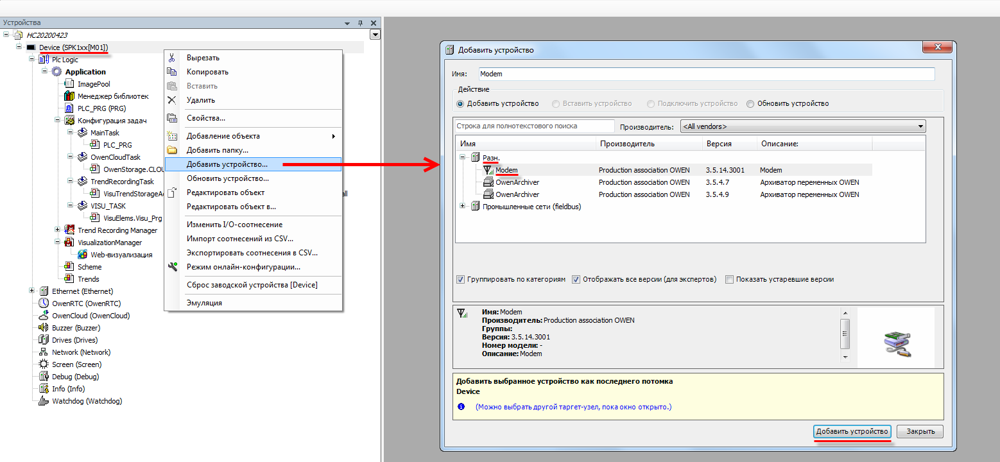 Устройства
HC20200423
Device (SPK1xx[M01])
Plc Logic
Application
ImagePool
Менеджер библиотек
PLC_PRG (PRG)
Конфигурация задач
MainTask
PLC_PRG
OwenCloudTask
OwenStorage.CLOU
TrendRecordingTask
VisuTrendStorageAc
all
VISU_TASK
VisuElems.Visu_Prg
Trend Recording Manager
VisualizationManager
Web-визуализация
Scheme
Trends
Ethernet (Ethernet)
OwenRTC (OwenRTC)
OwenCloud (OwenCloud)
Buzzer (Buzzer)
Drives (Drives)
Network (Network)
Screen (Screen)
Debug (Debug)
Info (Info)
Watchdog (Watchdog)
Вырезать
Копировать
Вставить
Удалить
Свойства...
Добавление объекта
Добавить папку...
Добавить устройство...
Обновить устройство...
Редактировать объект
Редактировать объект в...
Изменить I/O-соотнесение
Импорт соотнесений из CSV...
Экспортировать соотнесения в CSV...
Режим онлайн-конфигурации...
Сброс заводской устройства [Device]
Эмуляция
Добавить устройство
Имя: Modem
Действие
Добавить устройство Вставить устройство Подключить устройство Обновить устройство
Строка для полнотекстового поиска Производитель: <All vendors>
Имя Производитель Версия Описание:
Разн.
Modem Production association OWEN 3.5.14.3001 Modem
OwenArchiver Production association OWEN 3.5.4.7 Архиватор переменных OWEN
OwenArchiver Production association OWEN 3.5.4.9 Архиватор переменных OWEN
Промышленные сети (fieldbus)
Группировать по категориям Отображать все версии (для экспертов) Показать устаревшие версии
Имя: Modem
Производитель: Production association OWEN
Группы:
Версия: 3.5.14.3001
Номер модели: -
Описание: Modem
Добавить выбранное устройство как последнего потомка
Device
(Можно выбрать другой таргет-узел, пока окно открыто.)
Добавить устройство Закрыть